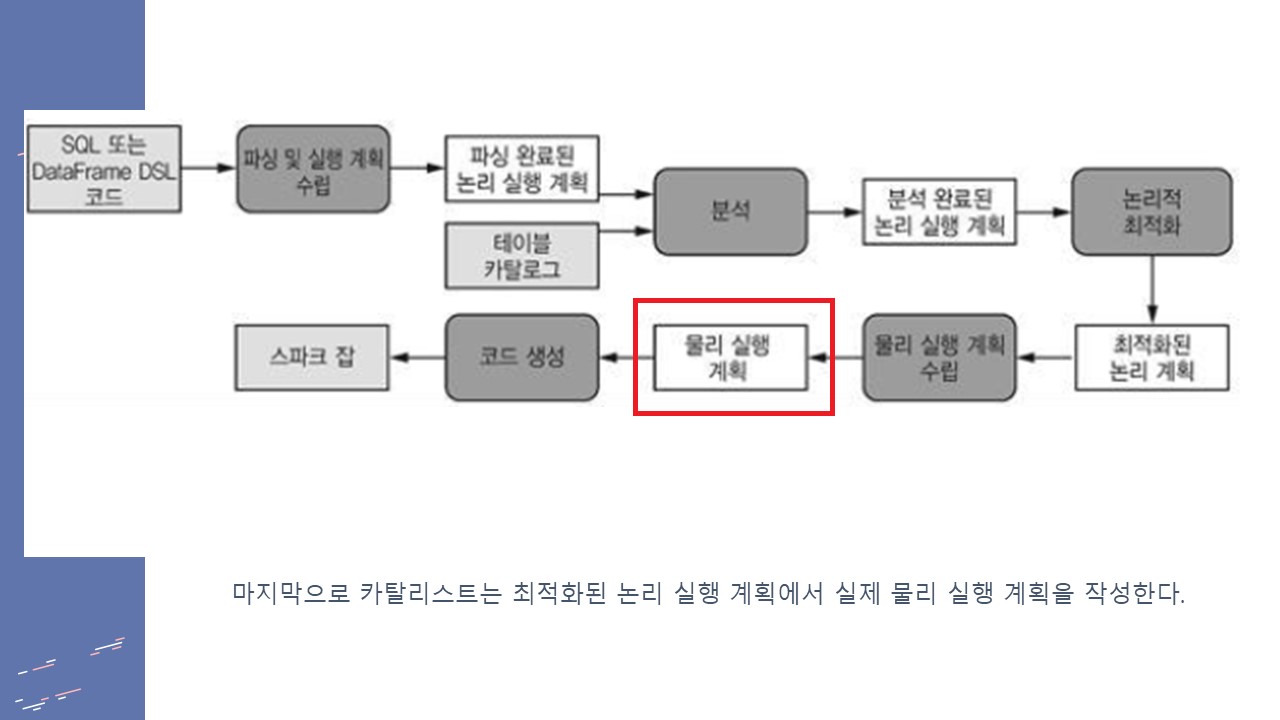 SQL 또는
DataFrame DSL
코드
파싱 및 실행 계획
수립
파싱 완료된
논리 실행 계획
테이블
카탈로그
분석
분석 완료된
논리 실행 계획
논리적
최적화
스파크 잡
코드 생성
물리 실행
계획
물리 실행 계획
수립
최적화된
논리 계획
마지막으로 카탈리스트는 최적화된 논리 실행 계획에서 실제 물리 실행 계획을 작성한다.